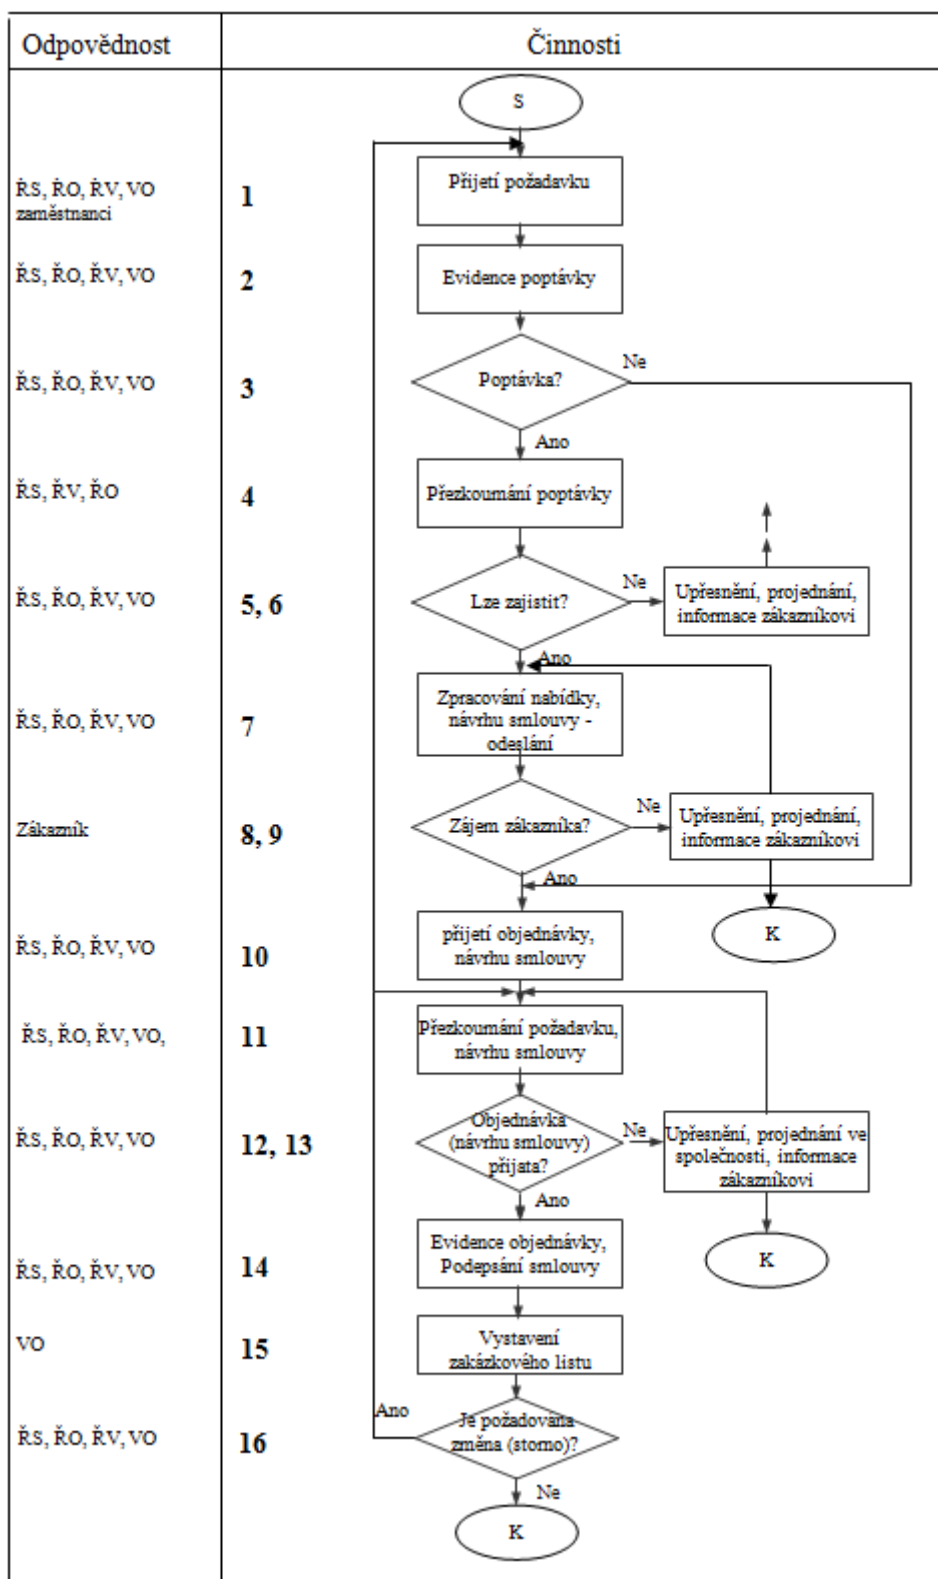 Odpovědnost
Činnosti
S
ŘS, ŘO, ŘV, VO
zaměstnanci
1
Přijetí požadavku
ŘS, ŘO, ŘV, VO
2
Evidence poptávky
ŘS, ŘO, ŘV, VO
3
Poptávka?
Ne
Ano
ŘS, ŘV, ŘO
4
Přezkoumání poptávky
ŘS, ŘO, ŘV, VO
5, 6
Lze zajistit?
Ne
Upřesnění, projednání,
informace zákazníkovi
Ano
ŘS, ŘO, ŘV, VO
7
Zpracování nabídky,
návrhu smlouvy -
odeslání
Zákazník
8, 9
Zájem zákazníka?
Ne
Upřesnění, projednání,
informace zákazníkovi
Ano
K
ŘS, ŘO, ŘV, VO
10
přijetí objednávky,
návrhu smlouvy
ŘS, ŘO, ŘV, VO,
11
Přezkoumání požadavku,
návrhu smlouvy
ŘS, ŘO, ŘV, VO
12, 13
Objednávka
(návrhu smlouvy)
přijata?
Ne
Upřesnění, projednání ve
společnosti, informace
zákazníkovi
Ano
K
ŘS, ŘO, ŘV, VO
14
Evidence objednávky,
Podepsání smlouvy
VO
15
Vystavení
zakázkového listu
Ano
ŘS, ŘO, ŘV, VO
16
Je požadována
změna (storno)?
Ne
K